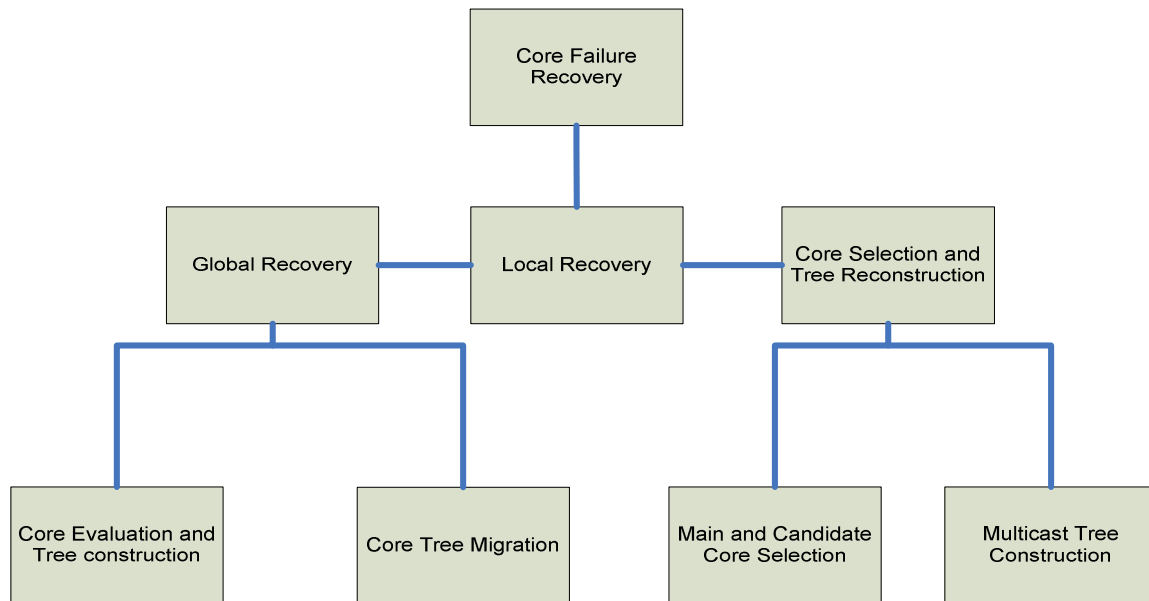 Core Failure
Recovery
Global Recovery
Local Recovery
Core Selection and
Tree Reconstruction
Core Evaluation and
Tree construction
Core Tree Migration
Main and Candidate
Core Selection
Multicast Tree
Construction